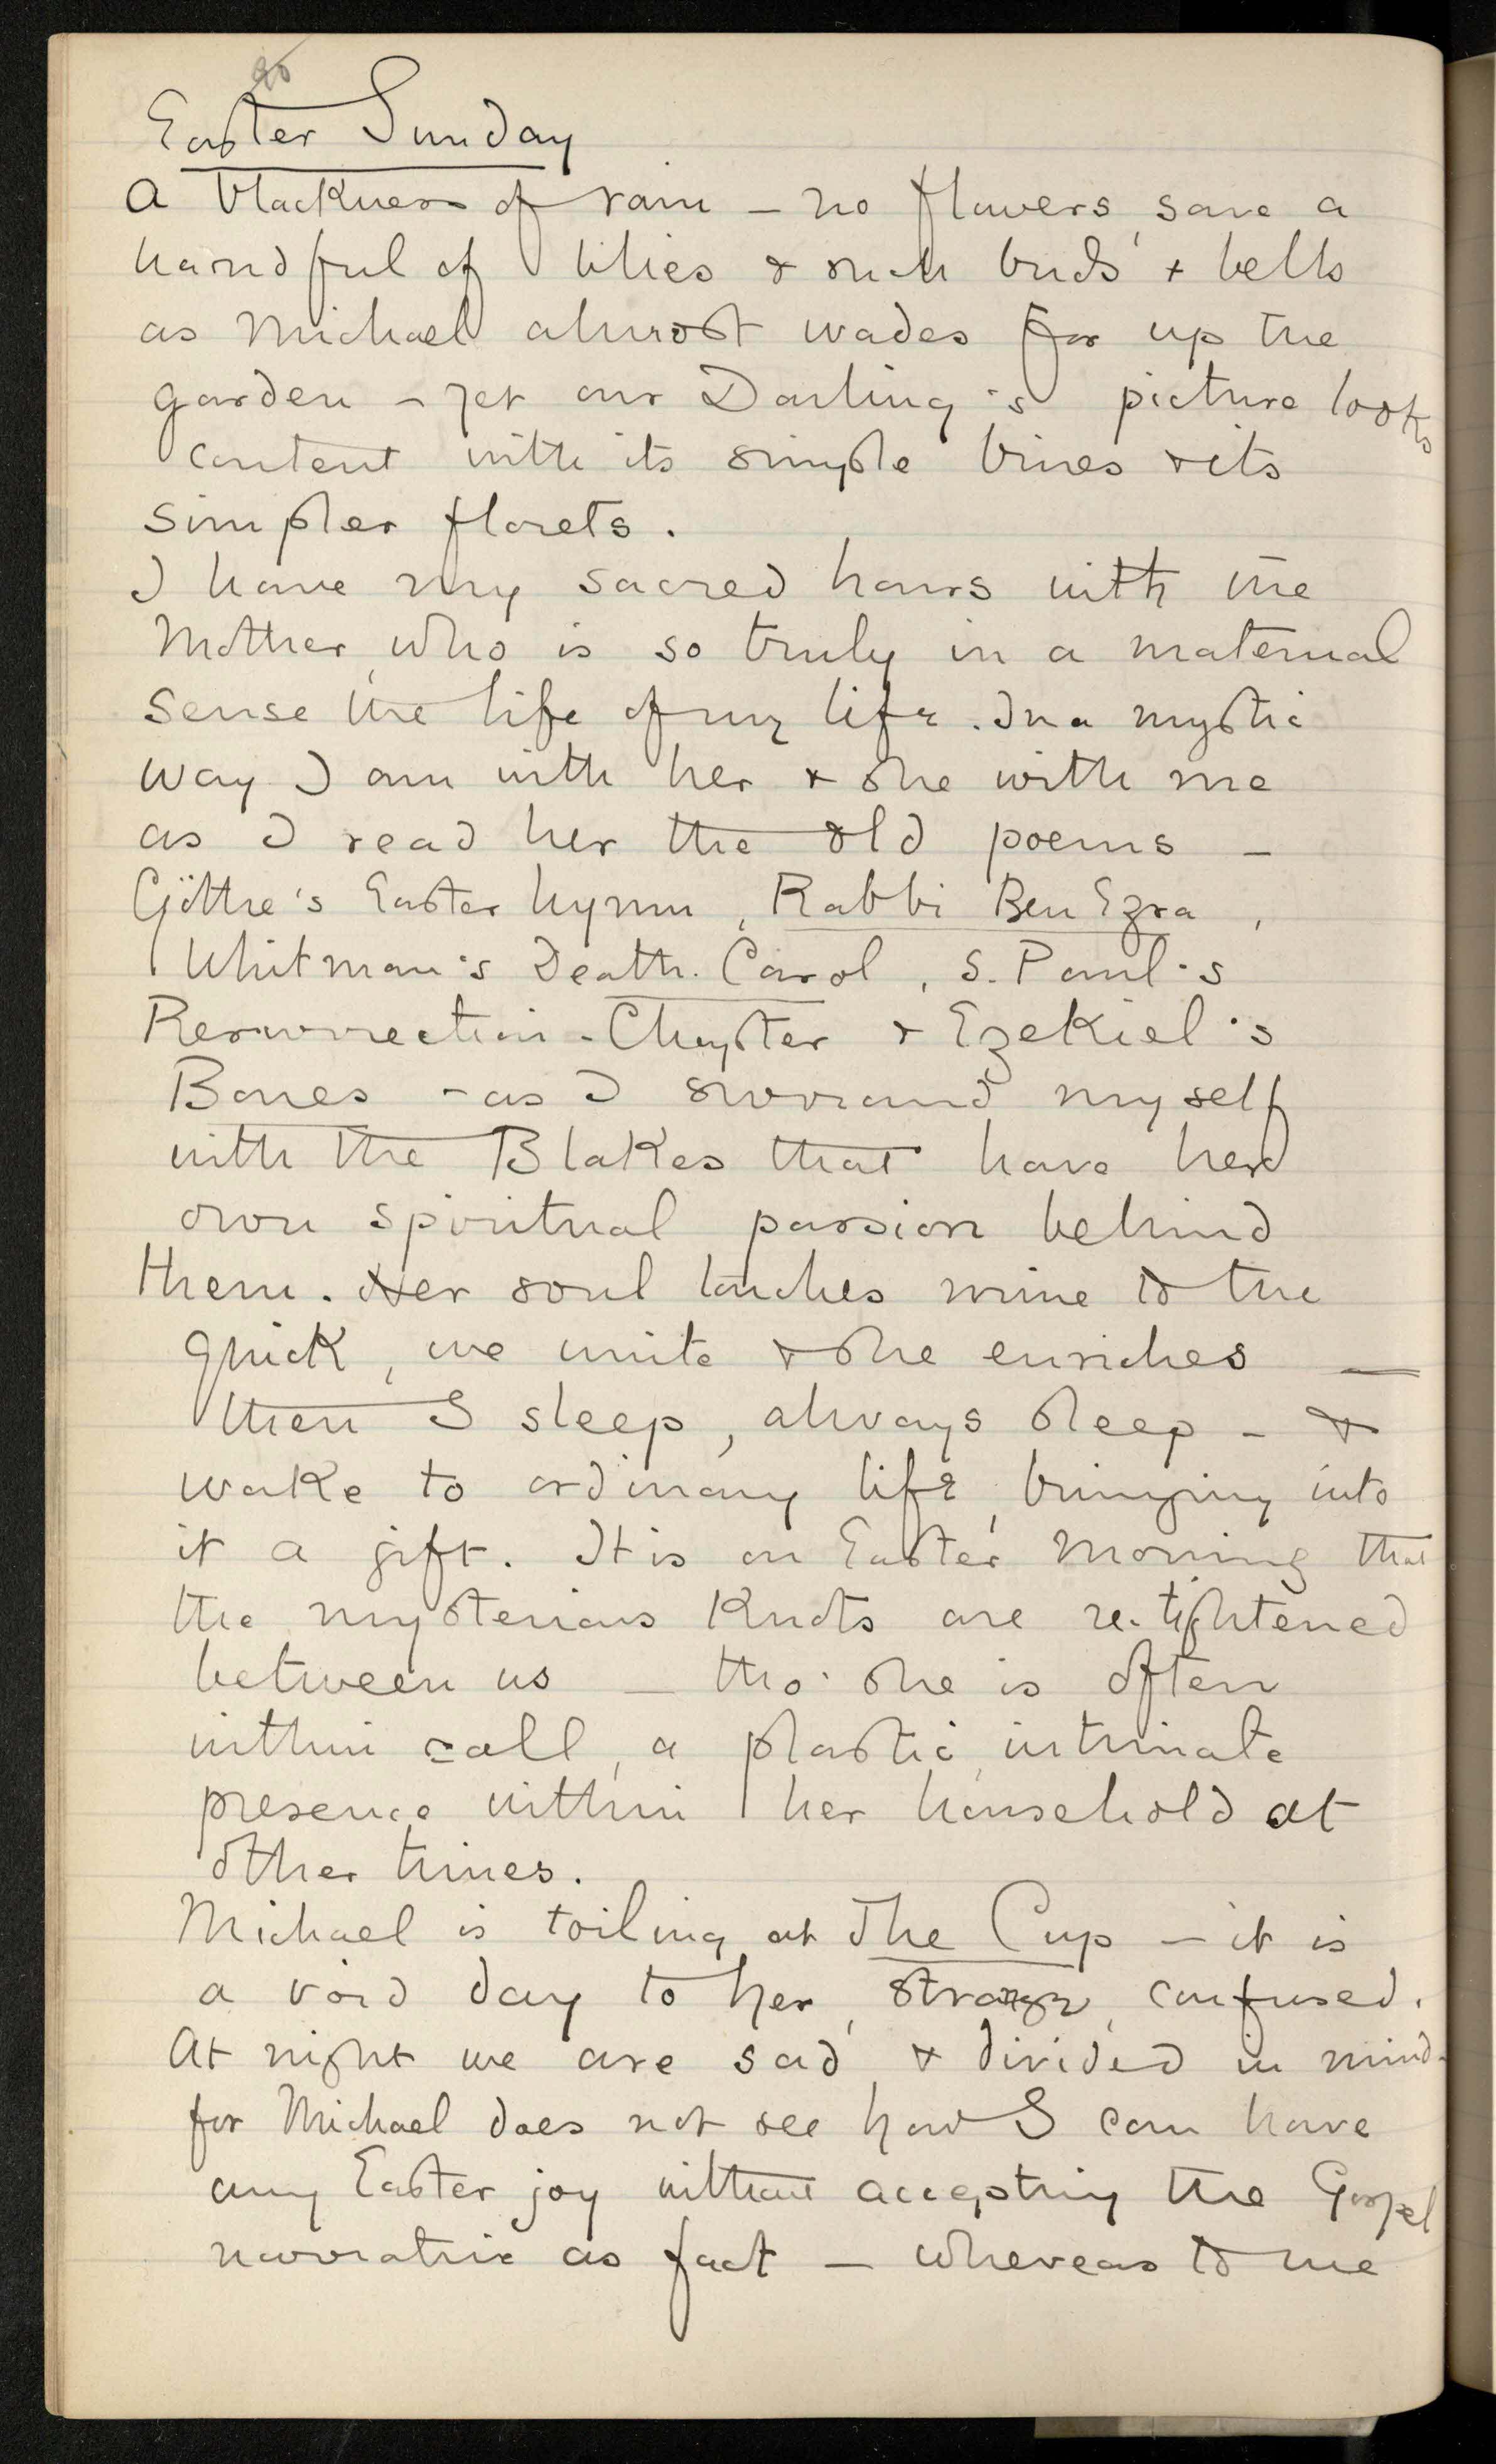 90
Easter Sunday
A blackness of rain – no flowers, save a
handful of lilies & such buds & bells
as Michael almost wades for up the
garden – yet our Darling's picture looks
content with its simple bines & its
simpler florets.
I have my sacred hours with the
Mother, who is so truly in a maternal
sense the life of my life. In a mystic
way I am with her & she with me
as I read her the old poems –
Göthe's Easter hymn, Rabbi Ben Ezra,
Whitman's Death-Carol, S. Paul's
Resurrection-Chapter & Ezekiel's
Bones – as I surround myself
with the Blakes that have her
own spiritual passion behind
them. Her soul touches mine to the
quick, we unite & she enriches –
then I sleep, always sleep – &
wake to ordinary life, bringing into
it a gift. It is on Easter Morning that
the mysterious Knots are re-tightened
between us – tho' she is often
within call, a plastic, intimate
presence within her household at
other times.
Michael is toiling at The Cup – it is
a void day to her, strange, confused.
At night we are sad, & divided in mind –
for Michael does not see how I can have
any Easter joy without accepting the Gospel
narrative as fact – whereas to me